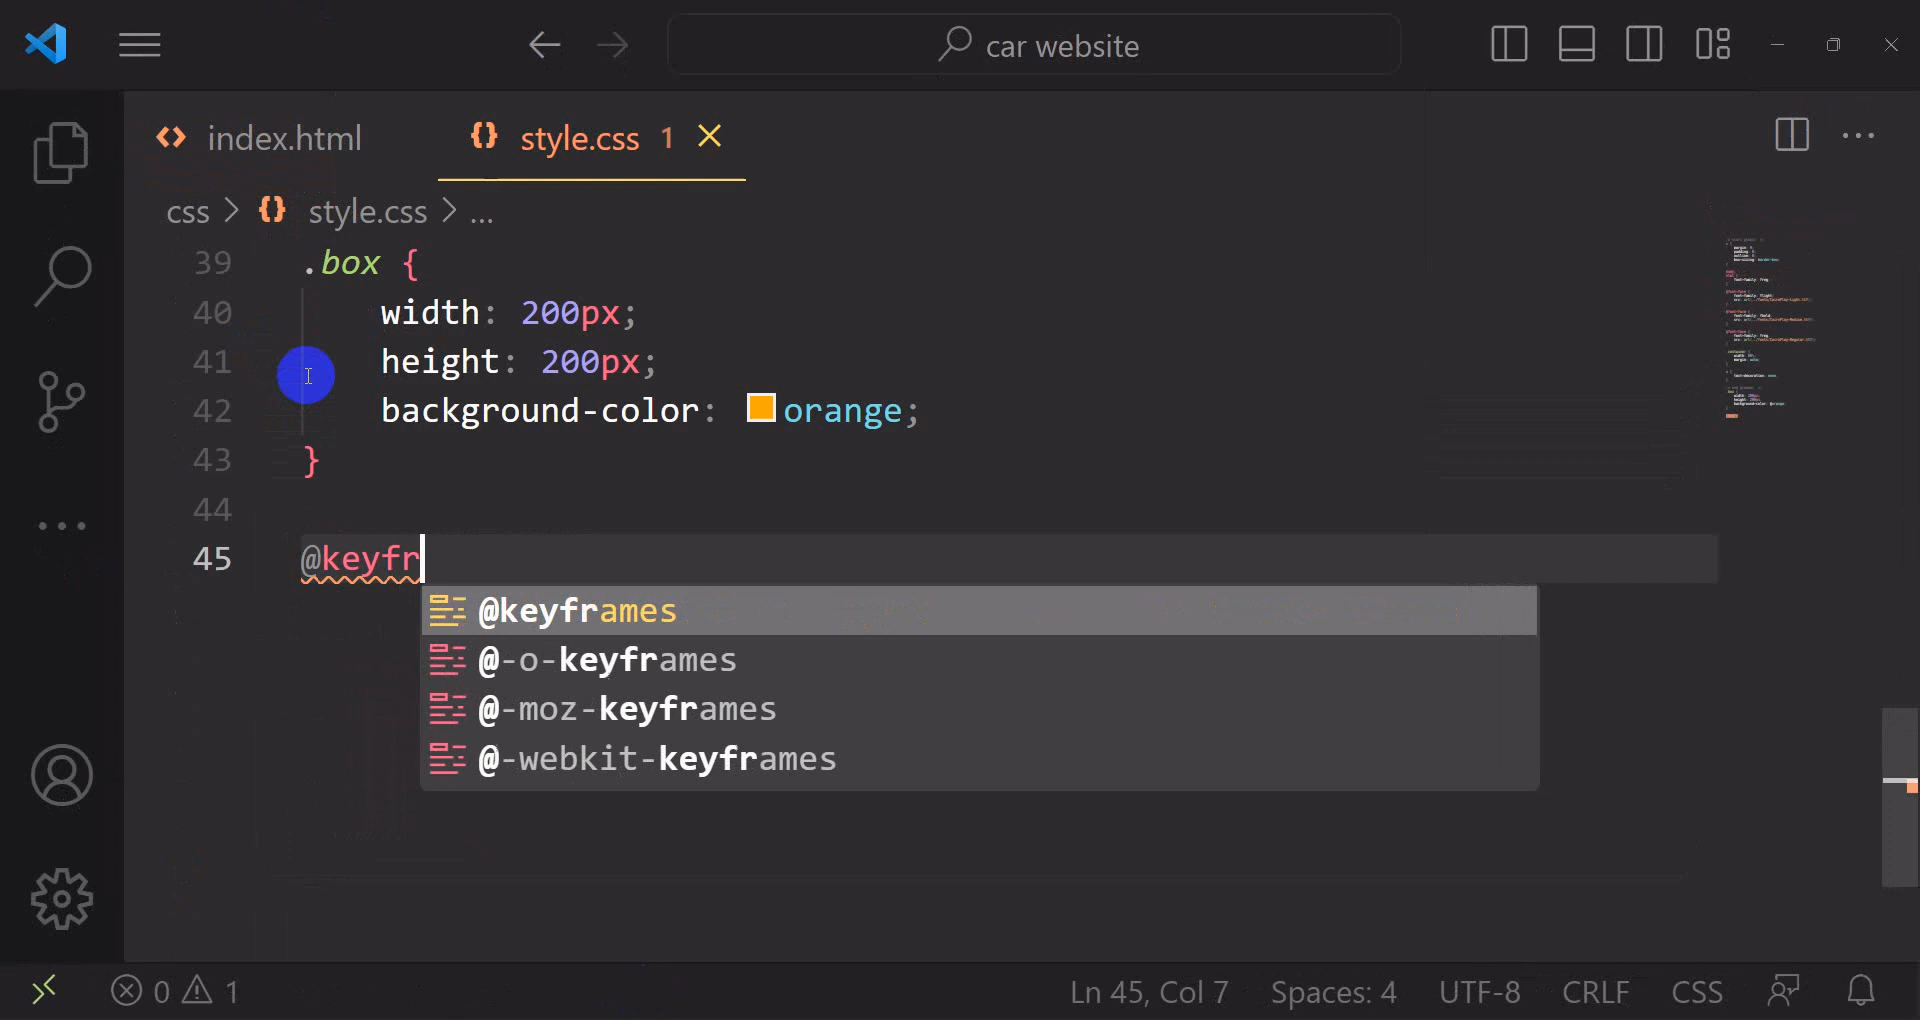 car website
index.html
style.css 1
css > style.css > ...
39 .box {
40 width: 200px;
41 height: 200px;
42 background-color: orange;
43 }
44
45 @keyfr
@keyframes
@-o-keyframes
@-moz-keyframes
@-webkit-keyframes
0 1 Ln 45, Col 7 Spaces: 4 UTF-8 CRLF CSS